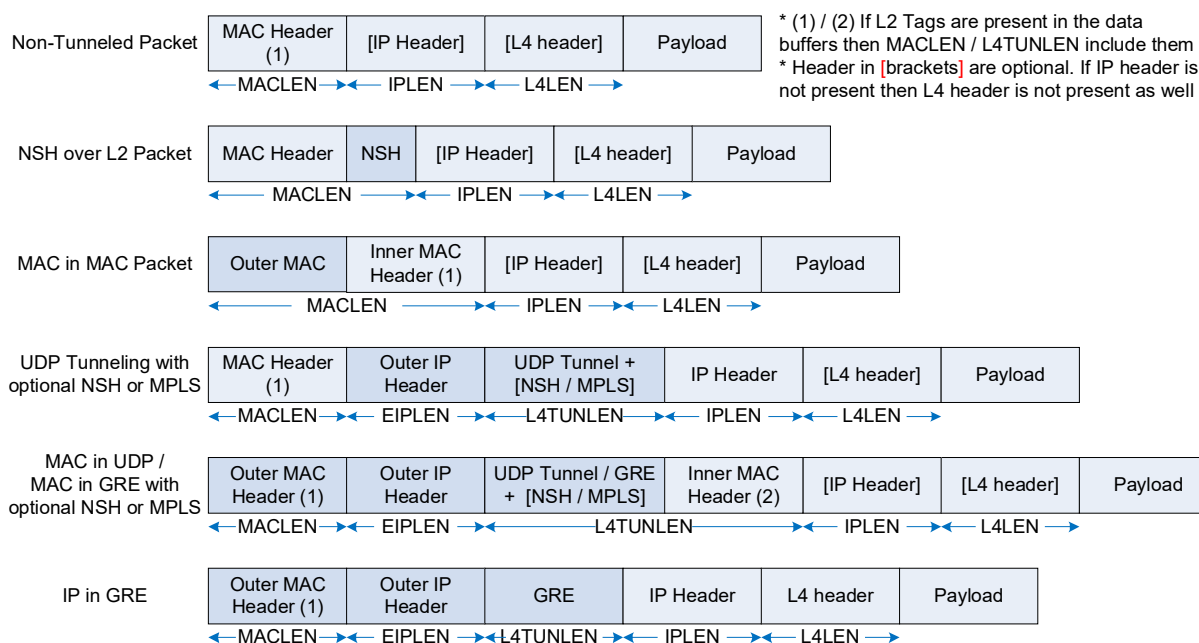 Non-Tunneled Packet
MAC Header
(1)
[IP Header]
[L4 header]
Payload
MACLEN
IPLEN
L4LEN
* (1) / (2) If L2 Tags are present in the data
buffers then MACLEN / L4TUNLEN include them
* Header in [brackets] are optional. If IP header is
not present then L4 header is not present as well
NSH over L2 Packet
MAC Header
NSH
[IP Header]
[L4 header]
Payload
MACLEN
IPLEN
L4LEN
MAC in MAC Packet
Outer MAC
Inner MAC
Header (1)
[IP Header]
[L4 header]
Payload
MACLEN
IPLEN
L4LEN
UDP Tunneling with
optional NSH or MPLS
MAC Header
(1)
Outer IP
Header
UDP Tunnel +
[NSH / MPLS]
IP Header
[L4 header]
Payload
MACLEN
EIPLEN
L4TUNLEN
IPLEN
L4LEN
MAC in UDP /
MAC in GRE with
optional NSH or MPLS
Outer MAC
Header (1)
Outer IP
Header
UDP Tunnel / GRE
+ [NSH / MPLS]
Inner MAC
Header (2)
[IP Header]
[L4 header]
Payload
MACLEN
EIPLEN
L4TUNLEN
IPLEN
L4LEN
IP in GRE
Outer MAC
Header (1)
Outer IP
Header
GRE
IP Header
L4 header
Payload
MACLEN
EIPLEN
L4TUNLEN
IPLEN
L4LEN